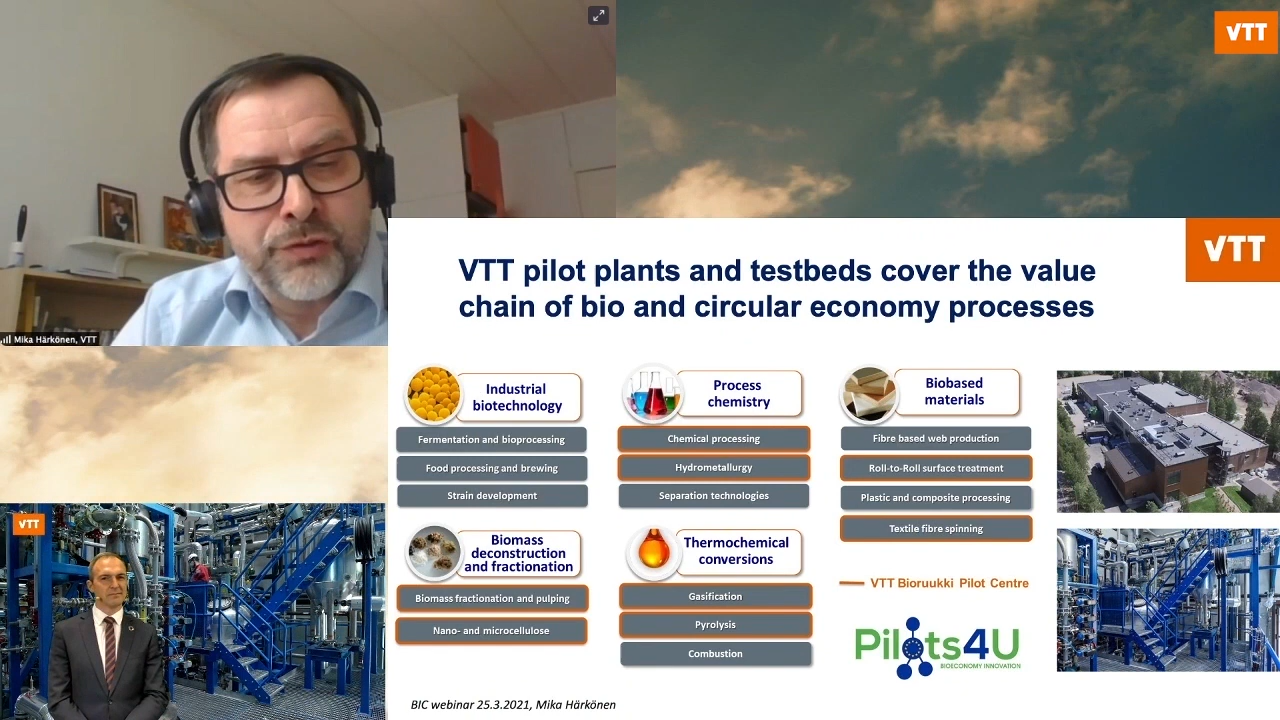 VTT
Mika Härkönen, VTT
VTT
VTT pilot plants and testbeds cover the value
chain of bio and circular economy processes
Industrial
biotechnology
Fermentation and bioprocessing
Food processing and brewing
Strain development
Process
chemistry
Chemical processing
Hydrometallurgy
Separation technologies
Biobased
materials
Fibre based web production
Roll-to-Roll surface treatment
Plastic and composite processing
Textile fibre spinning
Biomass
deconstruction
and fractionation
Biomass fractionation and pulping
Nano- and microcellulose
Thermochemical
conversions
Gasification
Pyrolysis
Combustion
VTT Bioruukki Pilot Centre
Pilots4U
BIOECONOMY INNOVATION
VTT
BIC webinar 25.3.2021, Mika Härkönen